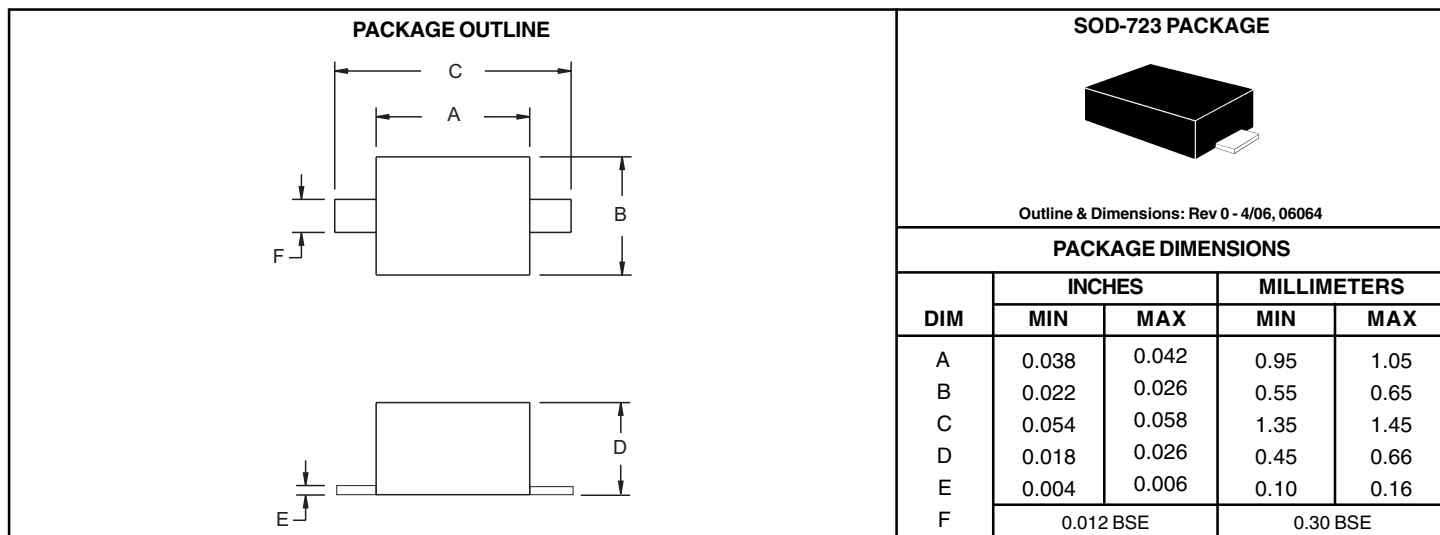 PACKAGE OUTLINE
C
A
B
F
D
E
SOD-723 PACKAGE
Outline & Dimensions: Rev 0 - 4/06, 06064
PACKAGE DIMENSIONS
INCHES MILLIMETERS
DIM MIN MAX MIN MAX
A 0.038 0.042 0.95 1.05
B 0.022 0.026 0.55 0.65
C 0.054 0.058 1.35 1.45
D 0.018 0.026 0.45 0.66
E 0.004 0.006 0.10 0.16
F 0.012 BSE 0.30 BSE